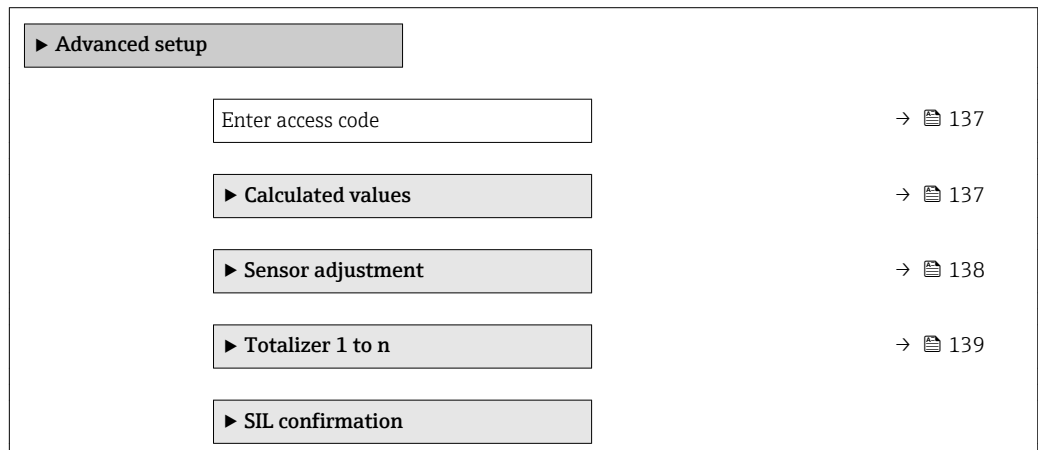 ▶ Advanced setup
Enter access code → 137
▶ Calculated values → 137
▶ Sensor adjustment → 138
▶ Totalizer 1 to n → 139
▶ SIL confirmation